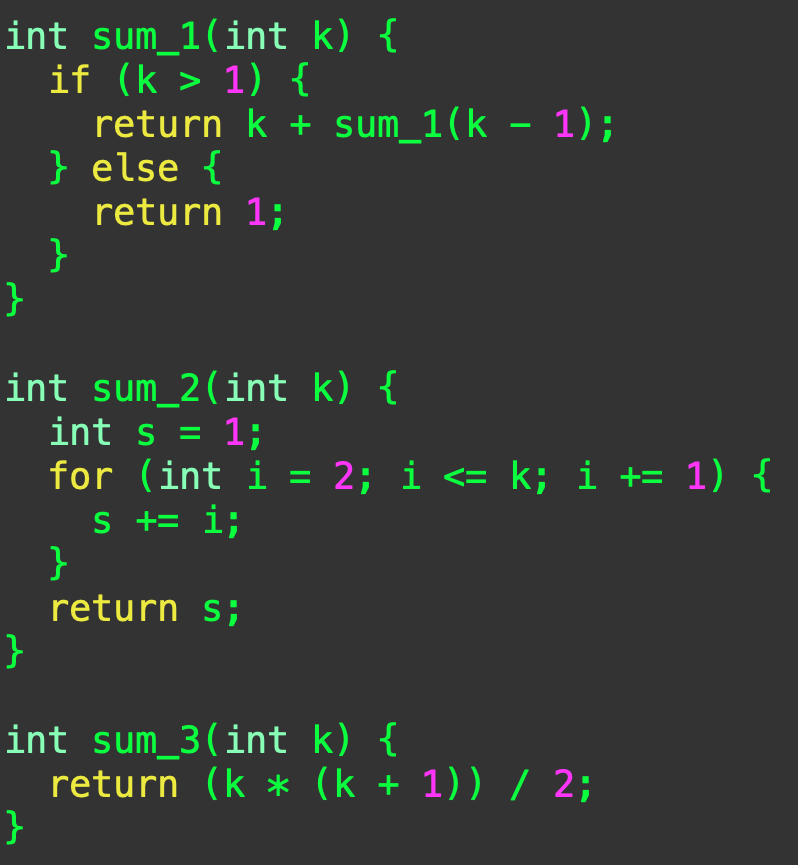 int sum_1(int k) {
  if (k > 1) {
    return k + sum_1(k - 1);
  } else {
    return 1;
  }
}

int sum_2(int k) {
  int s = 1;
  for (int i = 2; i <= k; i += 1) {
    s += i;
  }
  return s;
}

int sum_3(int k) {
  return (k * (k + 1)) / 2;
}